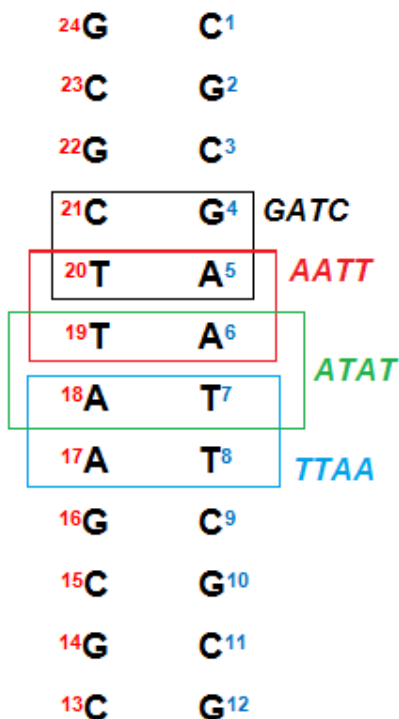 24G C1
23C G2
22G C3
21C G4 GATC
20T A5 AATT
19T A6
18A T7 ATAT
17A T8 TTAA
16G C9
15C G10
14G C11
13C G12